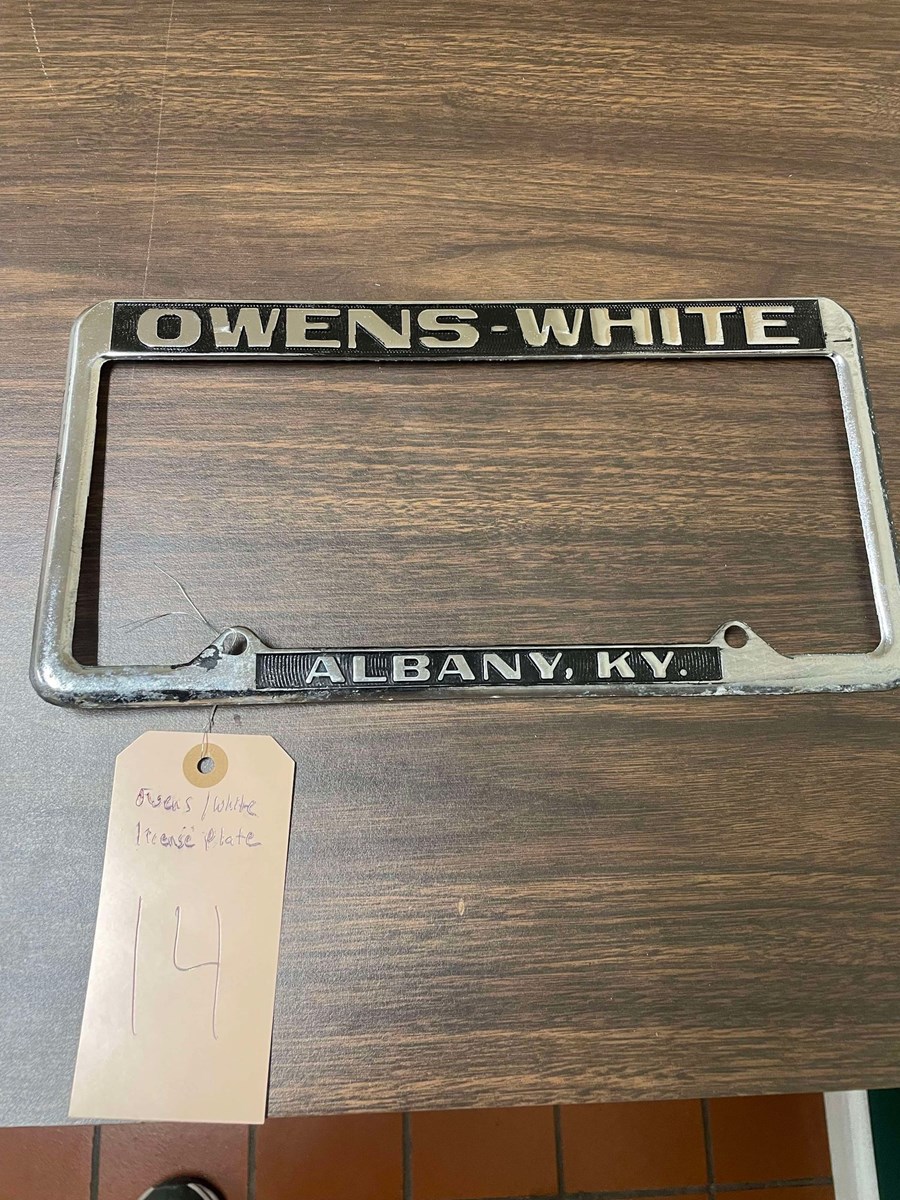 OWENS-WHITE
ALBANY, KY.
Owens / White
license plate
14